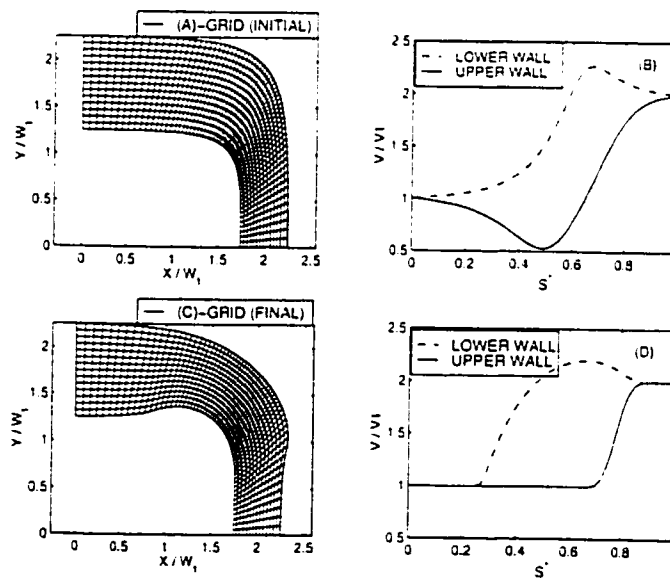 (A)-GRID (INITIAL)
2
1.5
1
0.5
0
Y/W1
0 0.5 1 1.5 2 2.5
X/W1
2.5
2
1.5
1
0.5
V/V1
LOWER WALL
UPPER WALL
(B)
0 0.2 0.4 0.6 0.8
S*
(C)-GRID (FINAL)
2
1.5
1
0.5
0
Y/W1
0 0.5 1 1.5 2 2.5
X/W1
2.5
2
1.5
1
0.5
V/V1
LOWER WALL
UPPER WALL
(D)
0 0.2 0.4 0.6 0.8
S*